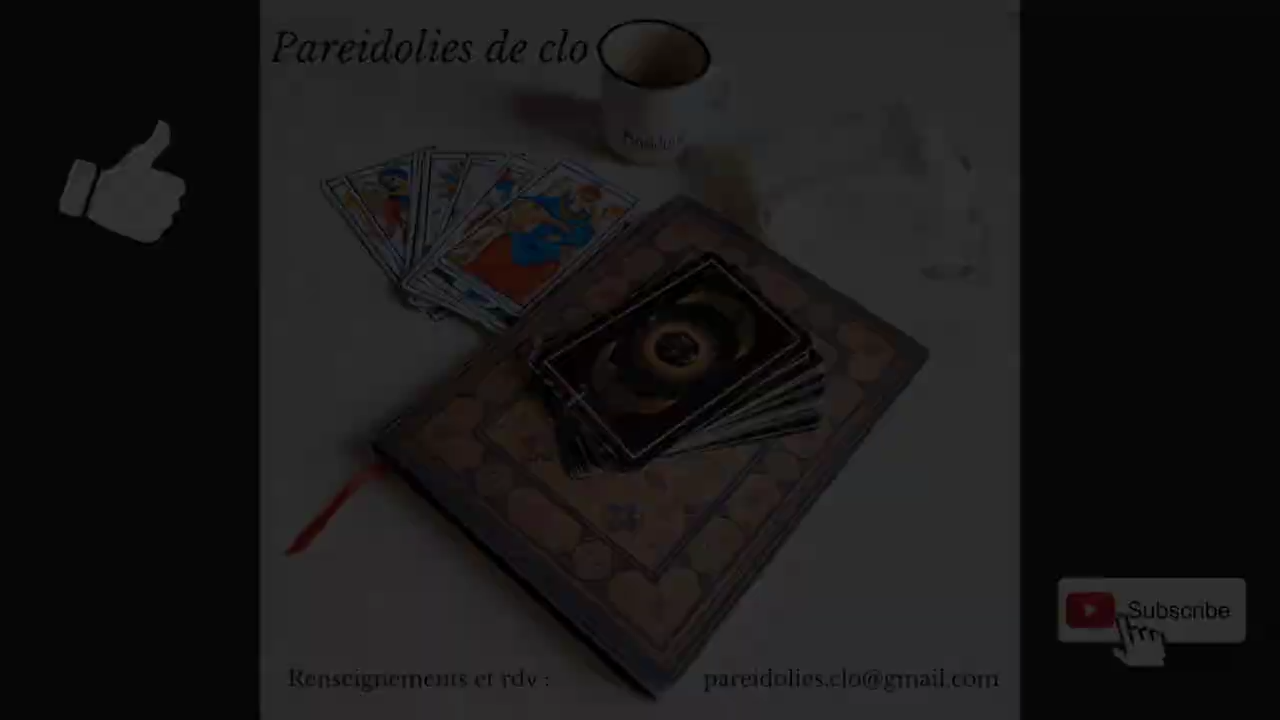 Pareidolies de clo
Subscribe
Renseignements et rdv :
pareidolies.clo@gmail.com